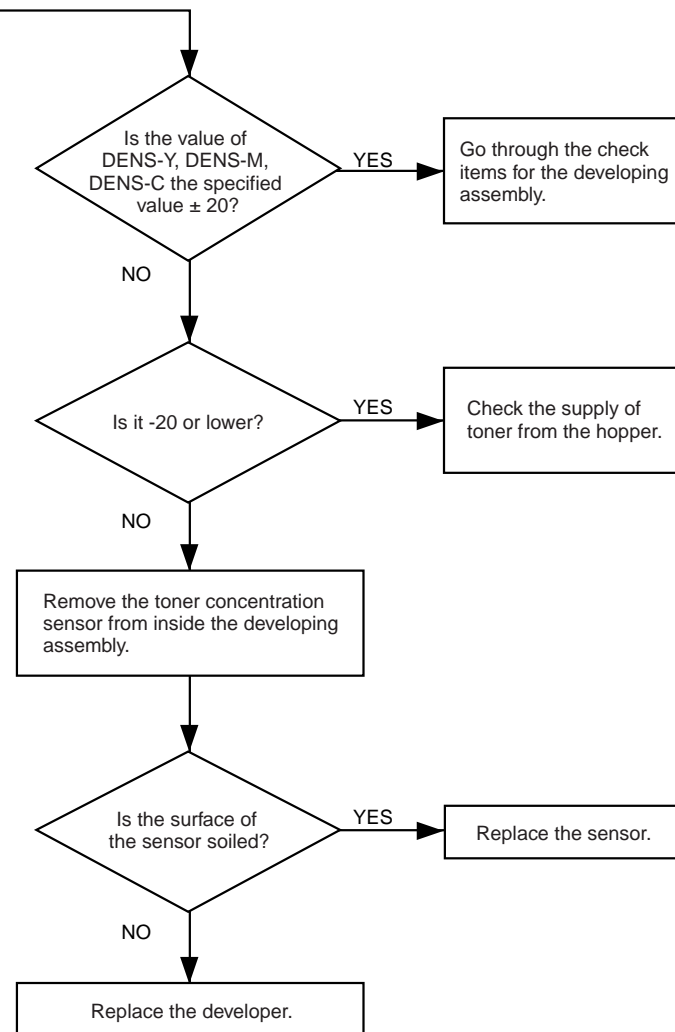 Is the value of
DENS-Y, DENS-M,
DENS-C the specified
value ± 20?
YES
Go through the check
items for the developing
assembly.
NO
Is it -20 or lower?
YES
Check the supply of
toner from the hopper.
NO
Remove the toner concentration
sensor from inside the developing
assembly.
Is the surface of
the sensor soiled?
YES
Replace the sensor.
NO
Replace the developer.